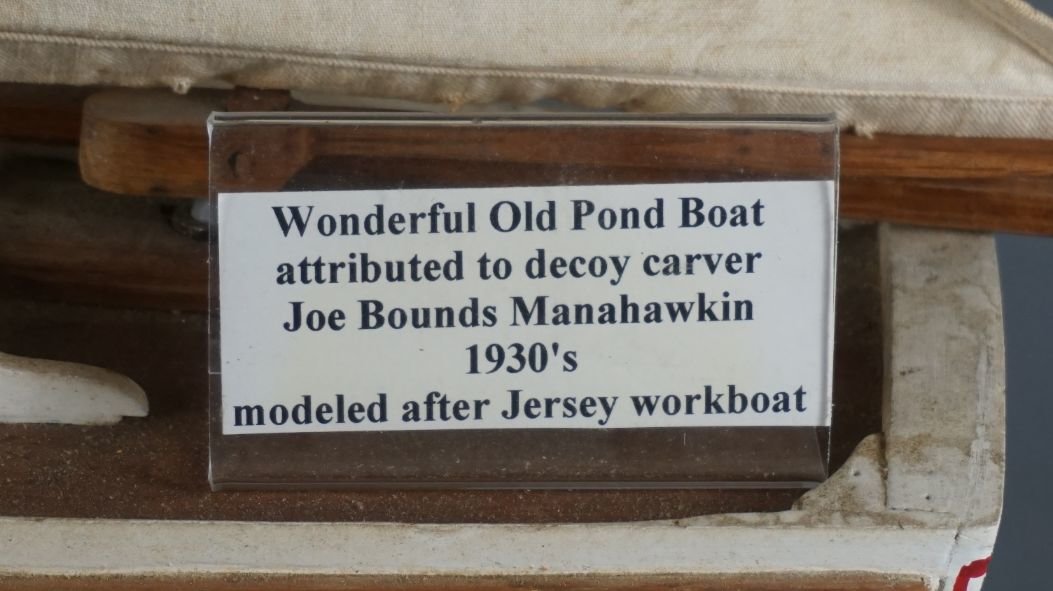 Wonderful Old Pond Boat
attributed to decoy carver
Joe Bounds Manahawkin
1930's
modeled after Jersey workboat